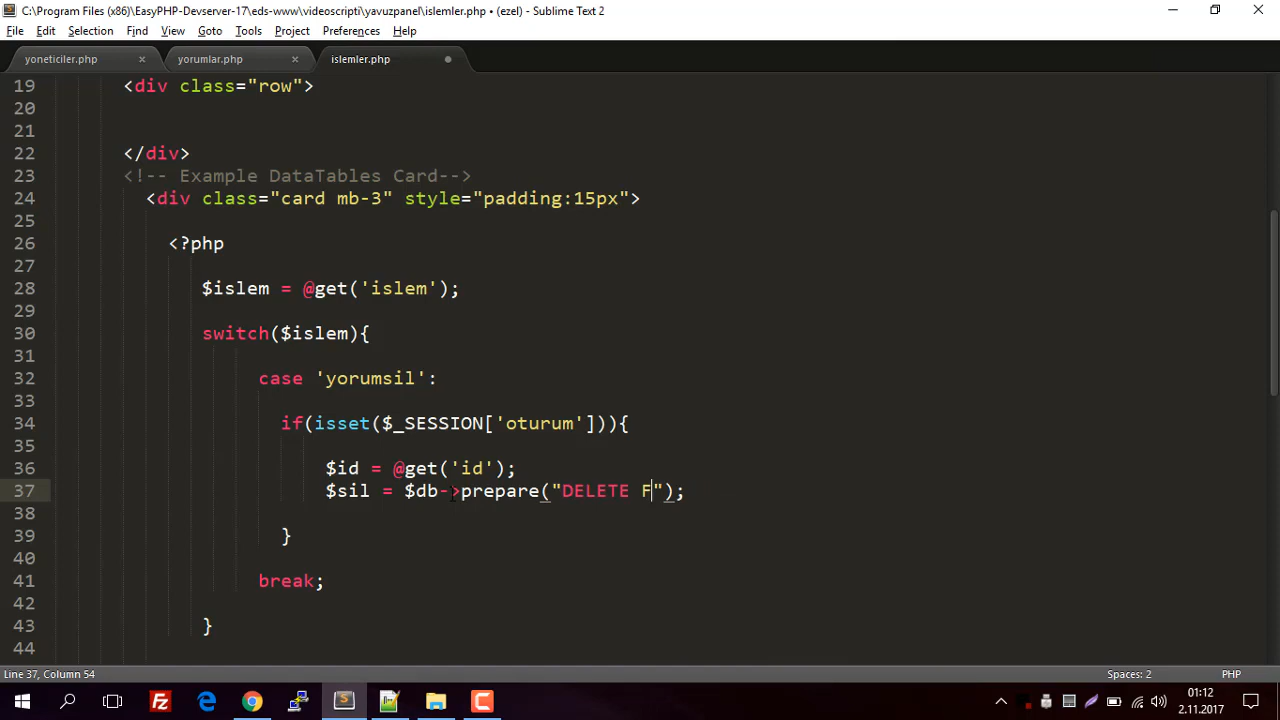 C:\Program Files (x86)\EasyPHP-Devserver-17\eds-www\videoscripti\yavuzpanel\islemler.php • (ezel) - Sublime Text 2
File Edit Selection Find View Goto Tools Project Preferences Help
yoneticiler.php yorumlar.php islemler.php
19 <div class="row">
20
21
22 </div>
23 <!-- Example DataTables Card-->
24 <div class="card mb-3" style="padding:15px">
25
26 <?php
27
28 $islem = @get('islem');
29
30 switch($islem){
31
32 case 'yorumsil':
33
34 if(isset($_SESSION['oturum'])){
35
36 $id = @get('id');
37 $sil = $db->prepare("DELETE F");
38
39 }
40
41 break;
42
43 }
44
Line 37, Column 54 Spaces: 2 PHP
01:12
2.11.2017